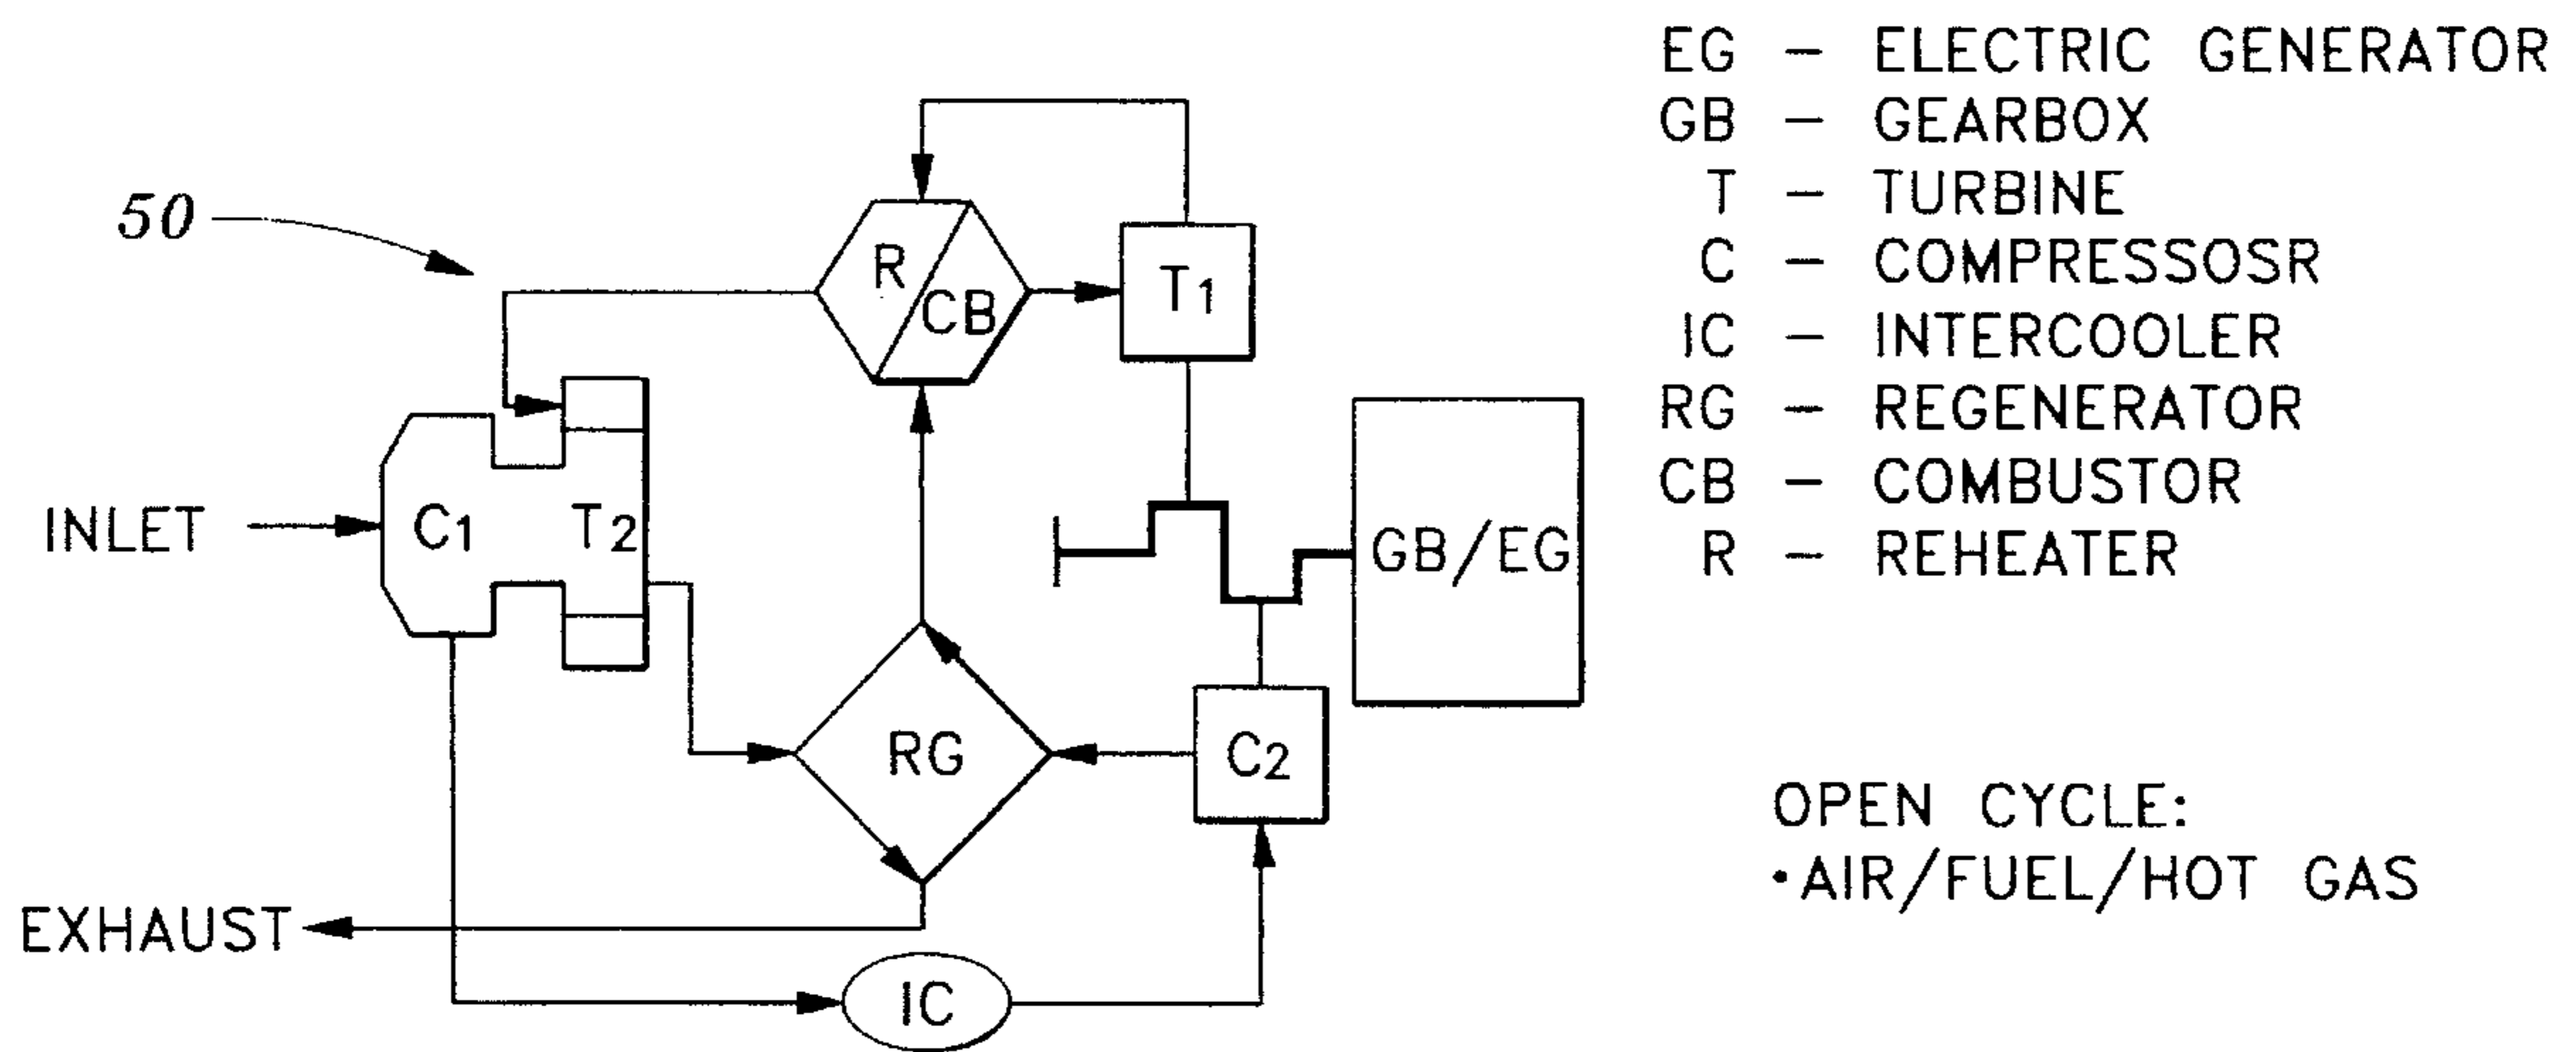 EG – ELECTRIC GENERATOR
GB – GEARBOX
T – TURBINE
C – COMPRESSOSR
IC – INTERCOOLER
RG – REGENERATOR
CB – COMBUSTOR
R – REHEATER
50
R
CB
T1
INLET
C1
T2
GB/EG
RG
C2
EXHAUST
IC
OPEN CYCLE:
•AIR/FUEL/HOT GAS